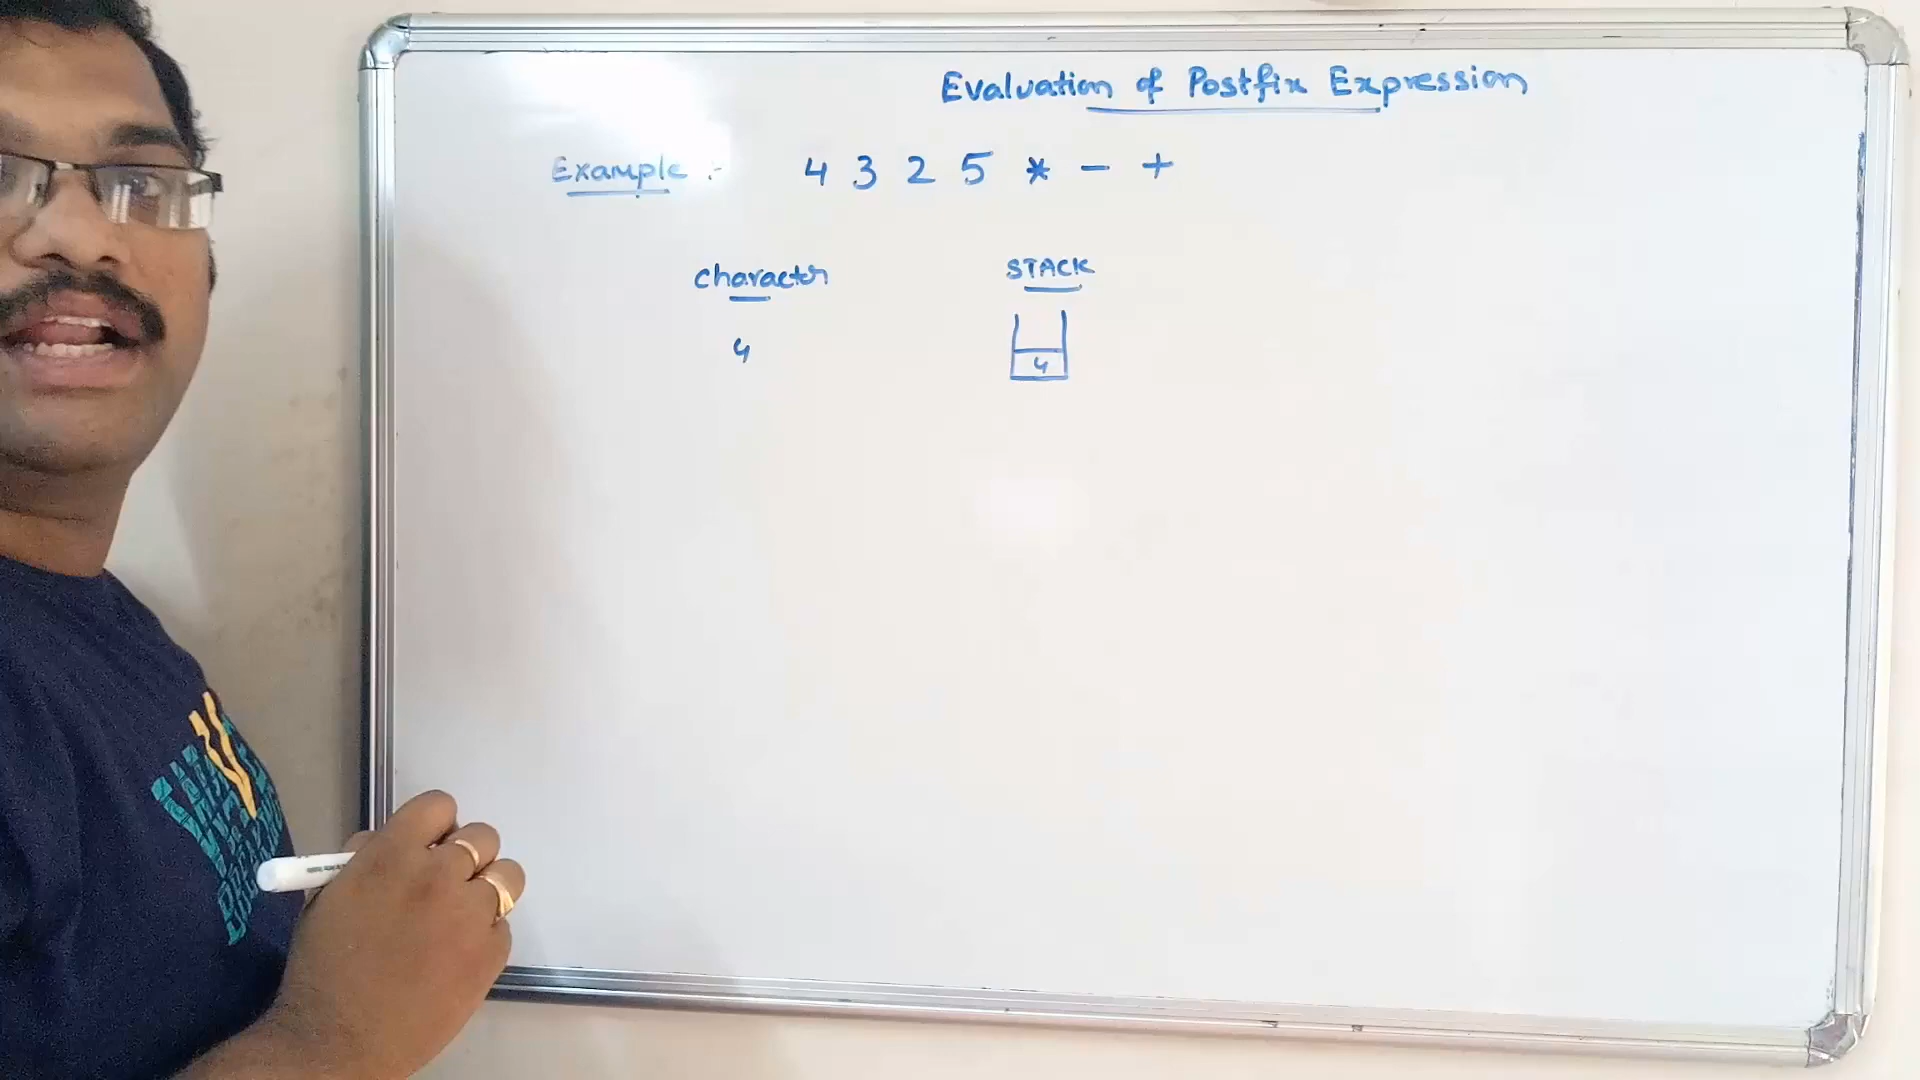 Evaluation of Postfix Expression
Example :- 4 3 2 5 * - +
Character STACK
4 4